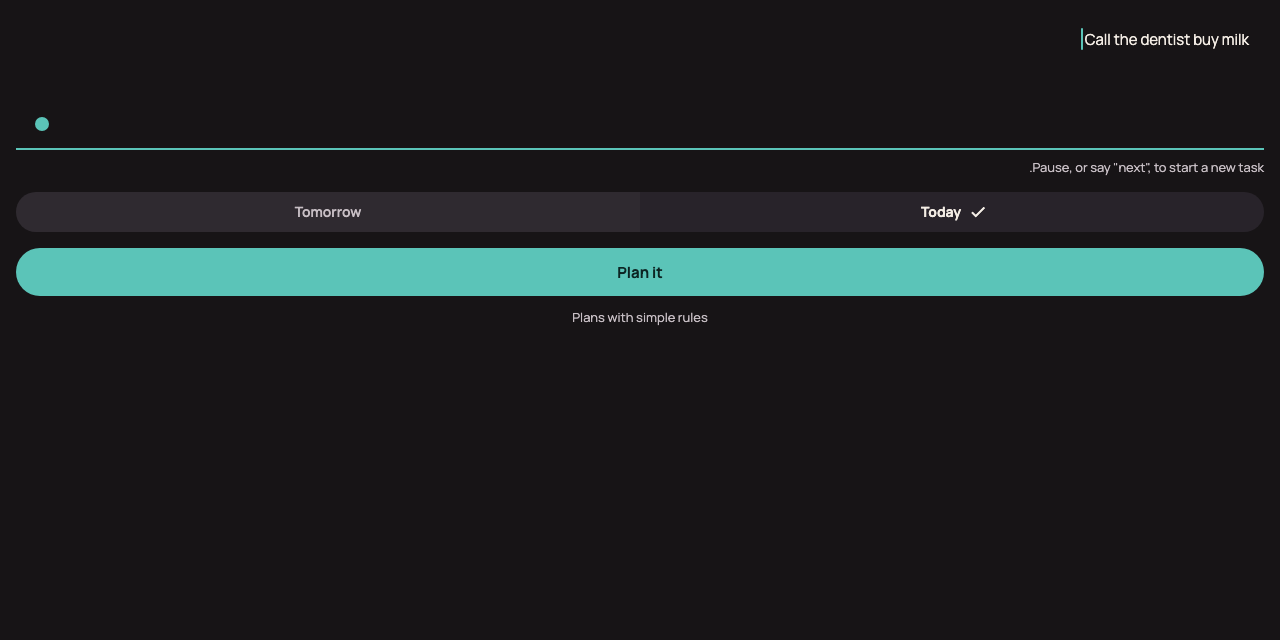 Call the dentist buy milk
.Pause, or say "next", to start a new task
Today
Tomorrow
Plan it
Plans with simple rules